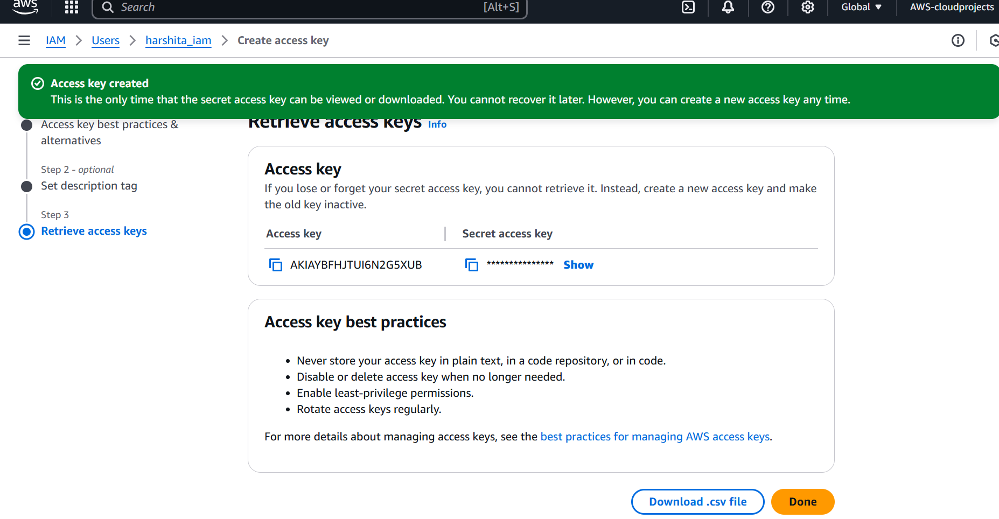 aws
Search
[Alt+S]
Global
AWS-cloudprojects
IAM
Users
harshita_iam
Create access key
Access key created
This is the only time that the secret access key can be viewed or downloaded. You cannot recover it later. However, you can create a new access key any time.
Access key best practices &
alternatives
Step 2 - optional
Set description tag
Step 3
Retrieve access keys
Retrieve access keys Info
Access key
If you lose or forget your secret access key, you cannot retrieve it. Instead, create a new access key and make
the old key inactive.
Access key
Secret access key
AKIAYBFHJTUI6N2G5XUB
*************** Show
Access key best practices
• Never store your access key in plain text, in a code repository, or in code.
• Disable or delete access key when no longer needed.
• Enable least-privilege permissions.
• Rotate access keys regularly.
For more details about managing access keys, see the best practices for managing AWS access keys.
Download .csv file
Done